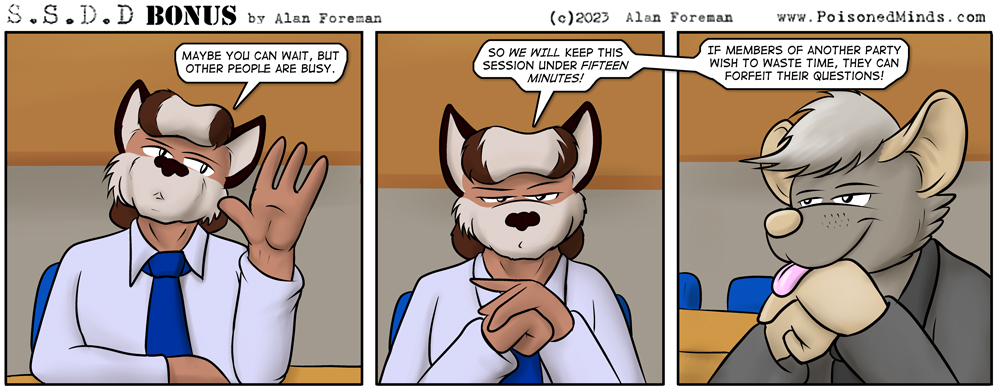 S.S.D.D BONUS by Alan Foreman (c)2023 Alan Foreman www.PoisonedMinds.com
MAYBE YOU CAN WAIT, BUT
OTHER PEOPLE ARE BUSY.
SO WE WILL KEEP THIS
SESSION UNDER FIFTEEN
MINUTES!
IF MEMBERS OF ANOTHER PARTY
WISH TO WASTE TIME, THEY CAN
FORFEIT THEIR QUESTIONS!